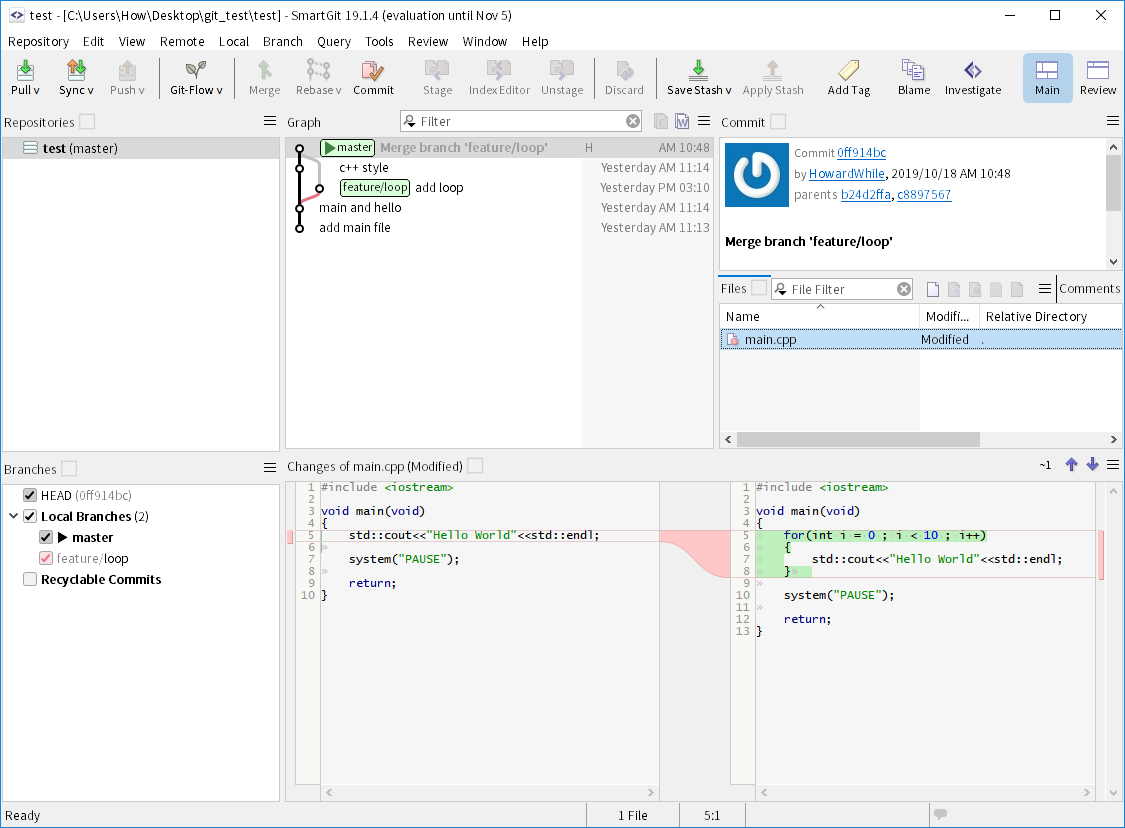 test - [C:\Users\How\Desktop\git_test\test] - SmartGit 19.1.4 (evaluation until Nov 5)
Repository Edit View Remote Local Branch Query Tools Review Window Help
Pull ∨ Sync ∨ Push ∨ Git-Flow ∨ Merge Rebase ∨ Commit Stage Index Editor Unstage Discard Save Stash ∨ Apply Stash Add Tag Blame Investigate Main Review
Repositories
test (master)
Graph Filter
master Merge branch 'feature/loop' H AM 10:48
c++ style Yesterday AM 11:14
feature/loop add loop Yesterday PM 03:10
main and hello Yesterday AM 11:14
add main file Yesterday AM 11:13
Commit
Commit 0ff914bc
by HowardWhile, 2019/10/18 AM 10:48
parents b24d2ffa, c8897567
Merge branch 'feature/loop'
Files File Filter Comments
Name Modifi... Relative Directory
main.cpp Modified .
Branches
HEAD (0ff914bc)
Local Branches (2)
master
feature/loop
Recyclable Commits
Changes of main.cpp (Modified) ~1
1 #include <iostream>
2
3 void main(void)
4 {
5 std::cout<<"Hello World"<<std::endl;
6 »
7 system("PAUSE");
8 »
9 return;
10 }
1 #include <iostream>
2
3 void main(void)
4 {
5 » for(int i = 0 ; i < 10 ; i++)
6 » {
7 » std::cout<<"Hello World"<<std::endl;
8 » }»
9 »
10 system("PAUSE");
11 »
12 return;
13 }
Ready 1 File 5:1